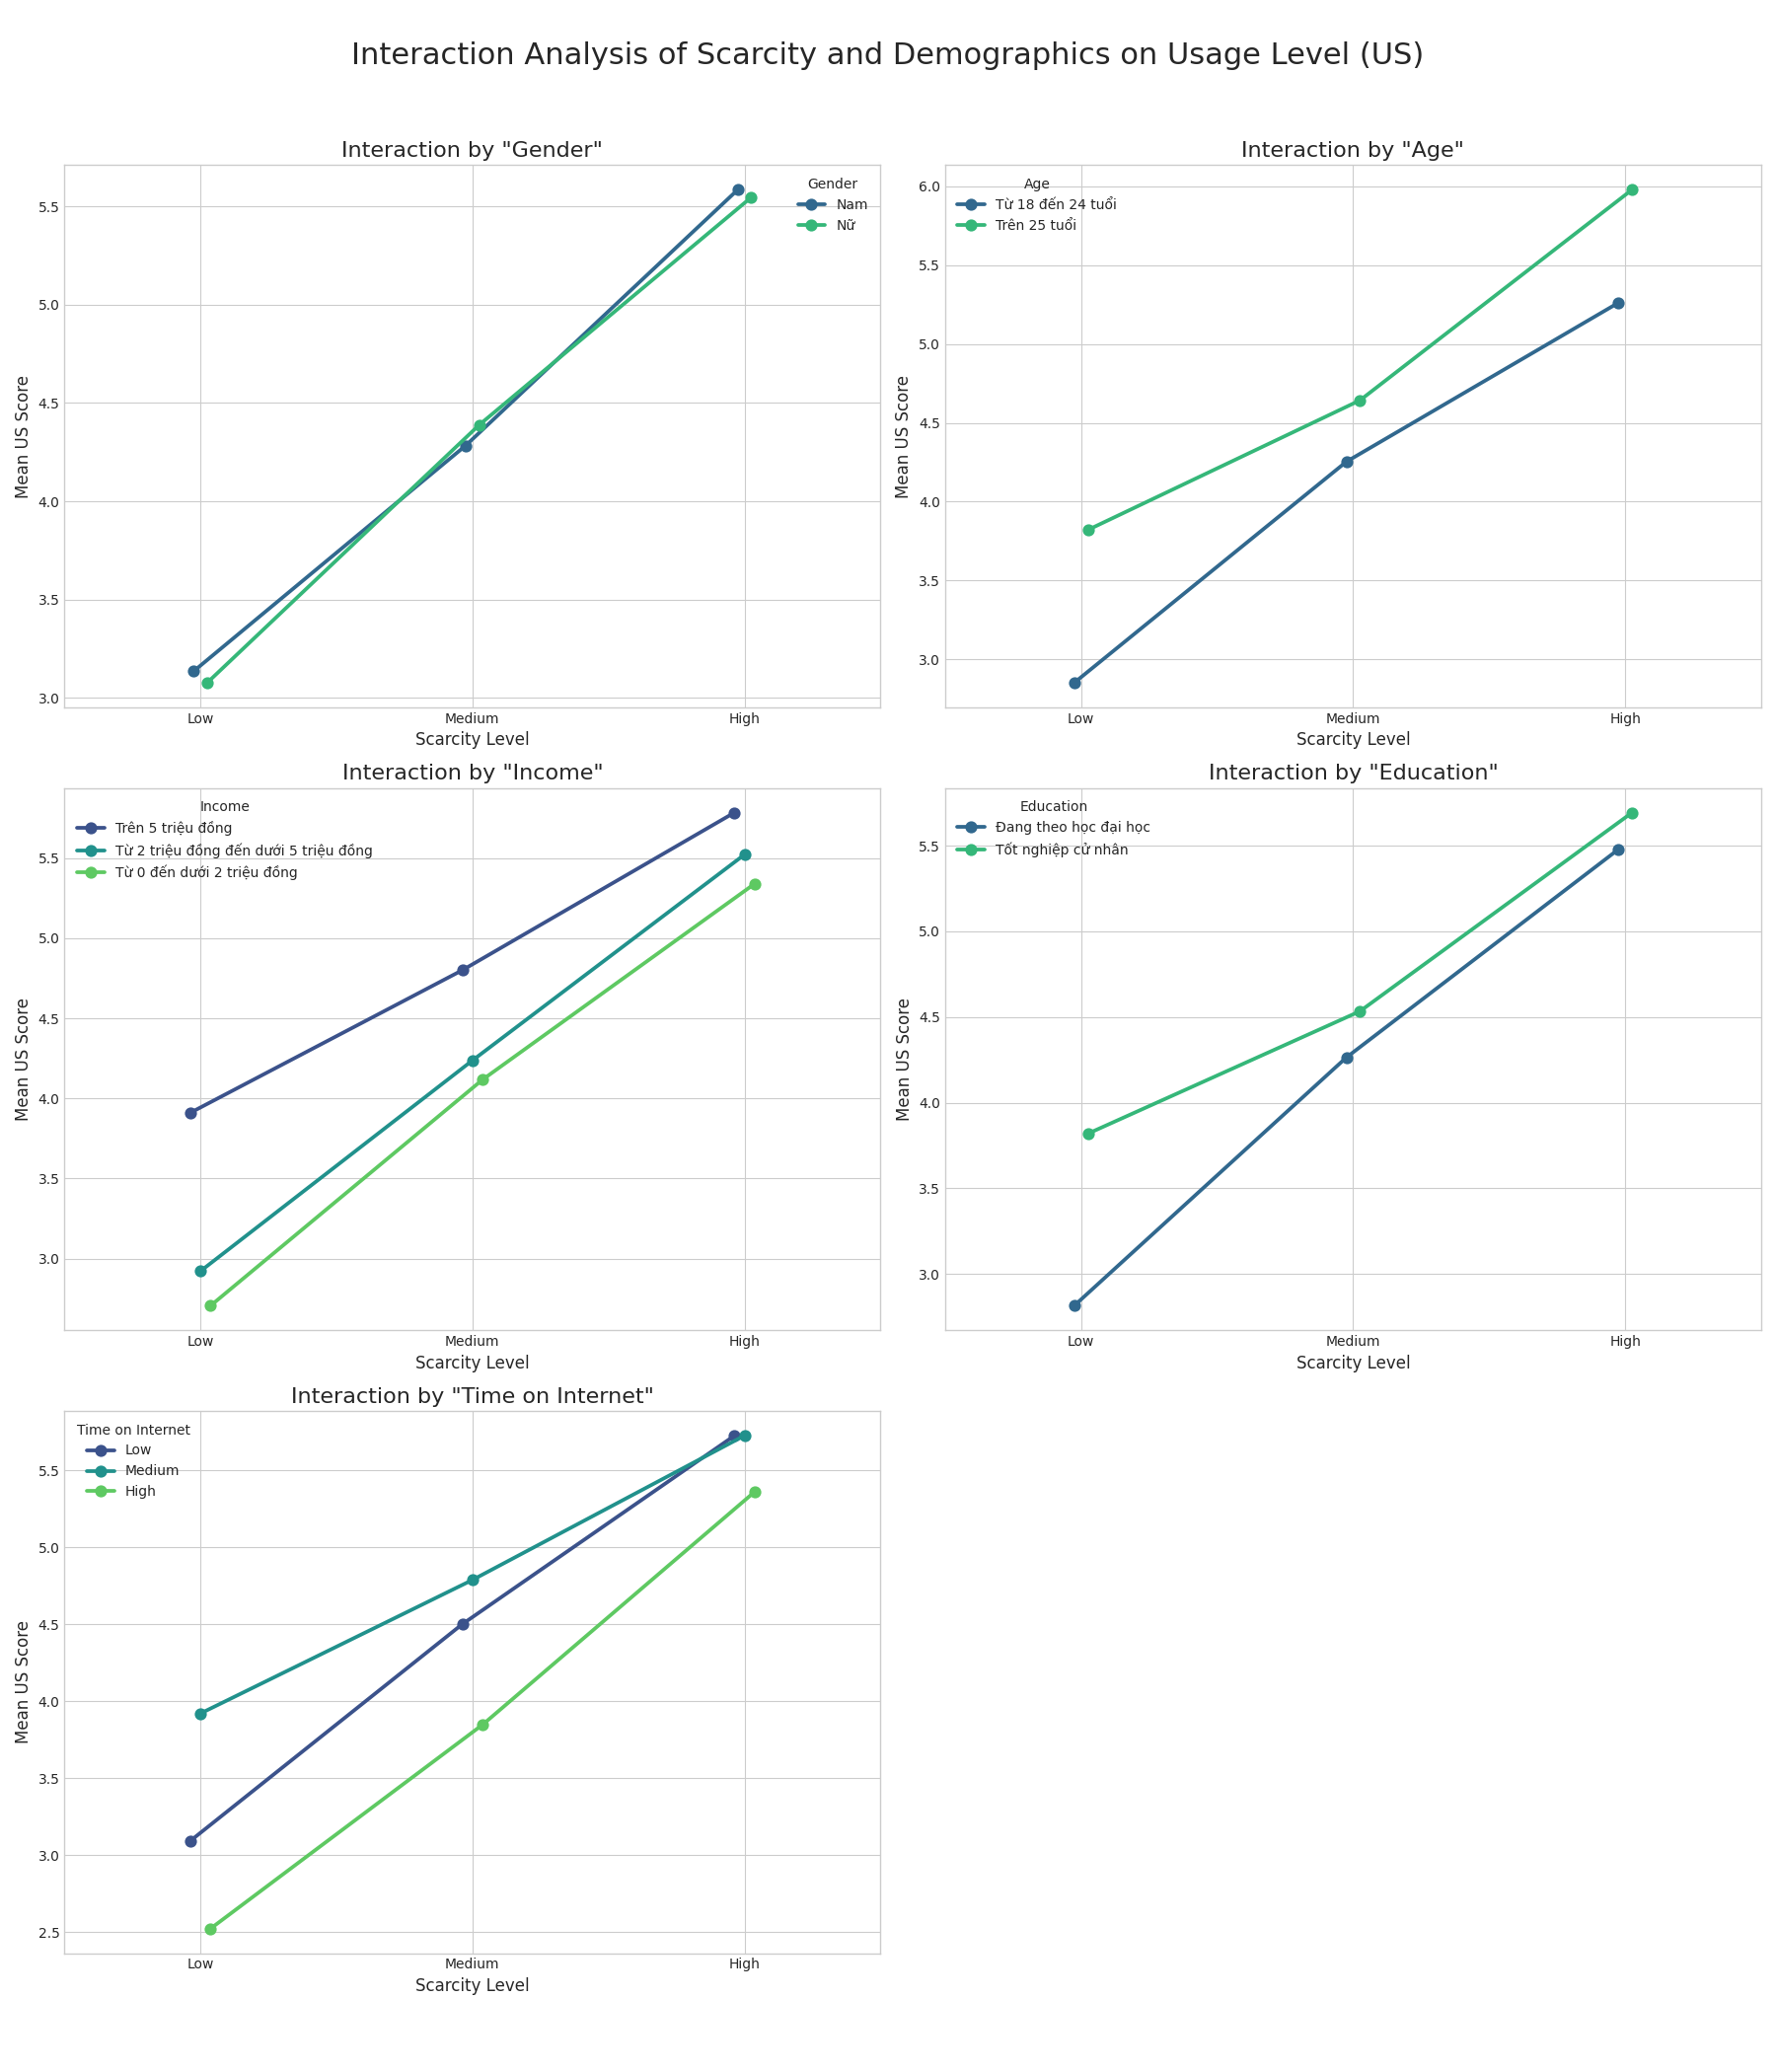 Interaction Analysis of Scarcity and Demographics on Usage Level (US)
Interaction by "Gender"
Gender
Nam
Nữ
5.5
5.0
4.5
4.0
3.5
3.0
Mean US Score
Low
Medium
High
Scarcity Level
Interaction by "Age"
Age
Từ 18 đến 24 tuổi
Trên 25 tuổi
6.0
5.5
5.0
4.5
4.0
3.5
3.0
Mean US Score
Low
Medium
High
Scarcity Level
Interaction by "Income"
Income
Trên 5 triệu đồng
Từ 2 triệu đồng đến dưới 5 triệu đồng
Từ 0 đến dưới 2 triệu đồng
5.5
5.0
4.5
4.0
3.5
3.0
Mean US Score
Low
Medium
High
Scarcity Level
Interaction by "Education"
Education
Đang theo học đại học
Tốt nghiệp cử nhân
5.5
5.0
4.5
4.0
3.5
3.0
Mean US Score
Low
Medium
High
Scarcity Level
Interaction by "Time on Internet"
Time on Internet
Low
Medium
High
5.5
5.0
4.5
4.0
3.5
3.0
2.5
Mean US Score
Low
Medium
High
Scarcity Level